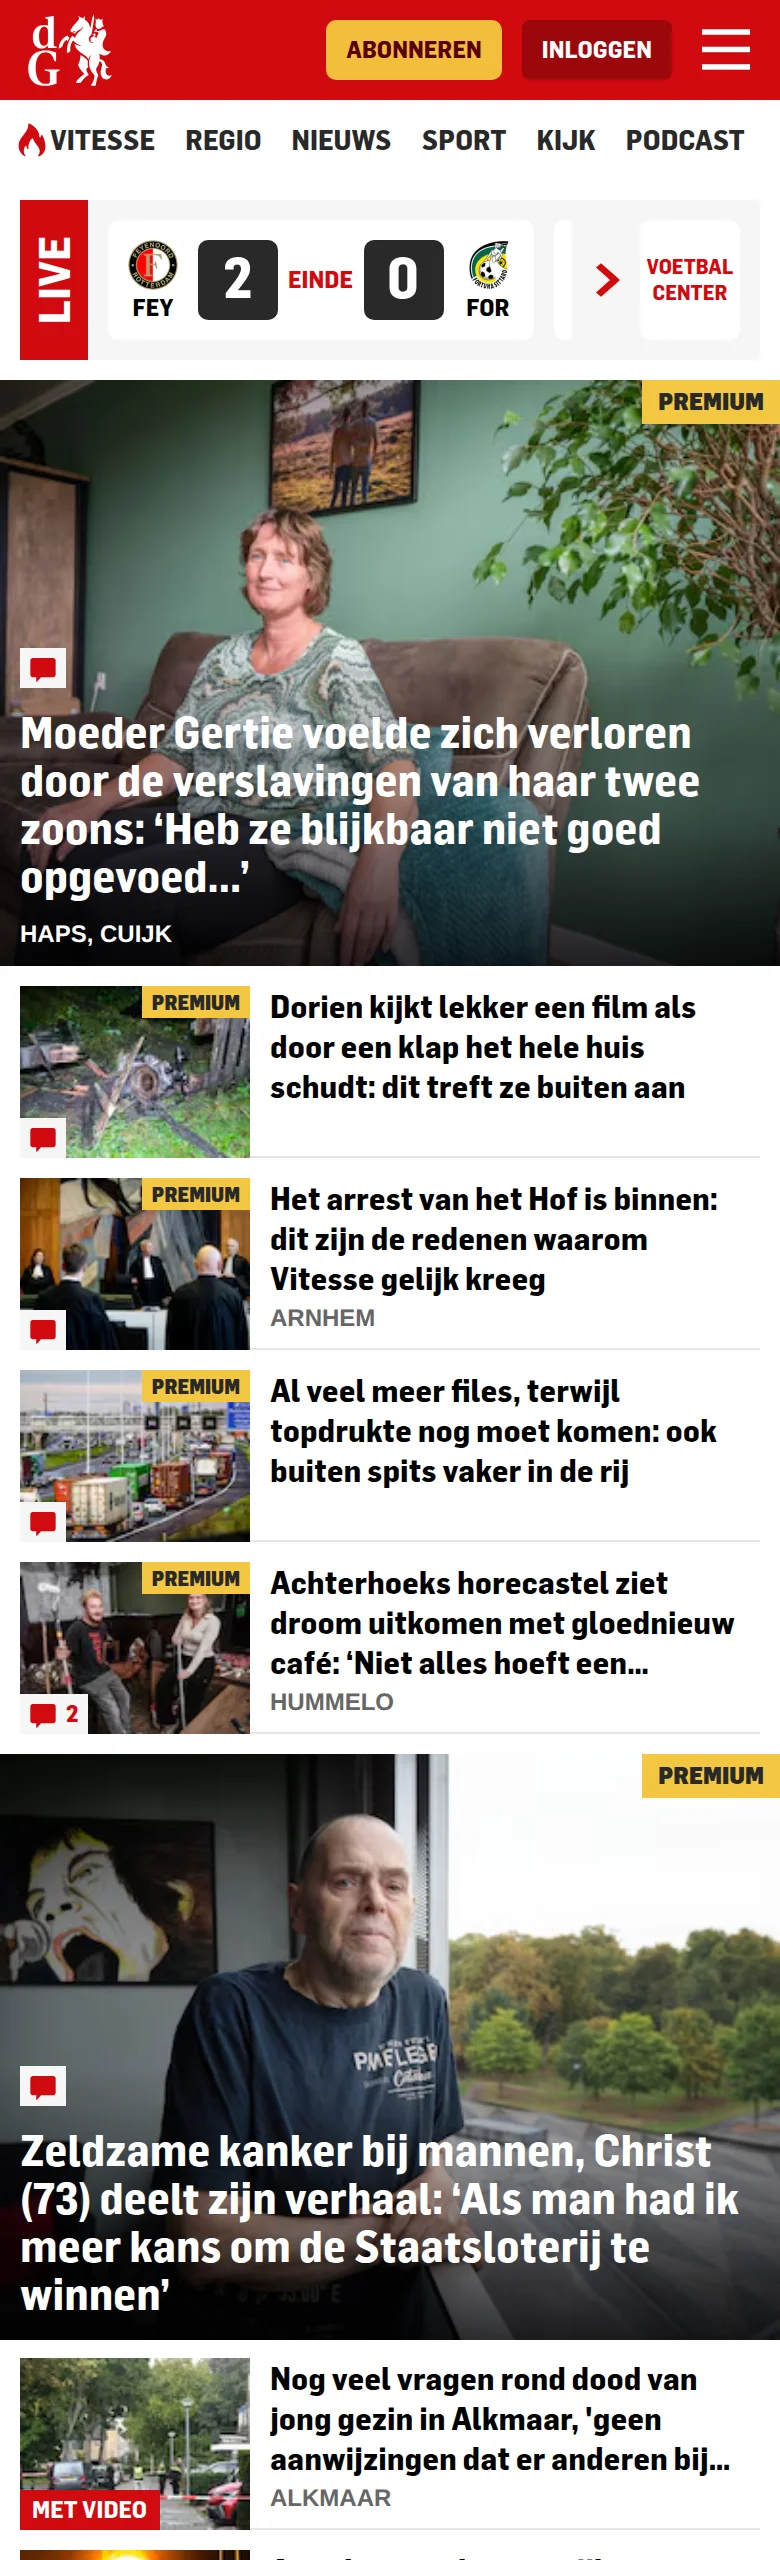 dG
ABONNEREN
INLOGGEN
VITESSE REGIO NIEUWS SPORT KIJK PODCAST
LIVE
FEYENOORD
ROTTERDAM
FEY
2
EINDE
0
FOR
VOETBAL
CENTER
PREMIUM
Moeder Gertie voelde zich verloren
door de verslavingen van haar twee
zoons: ‘Heb ze blijkbaar niet goed
opgevoed...’
HAPS, CUIJK
PREMIUM
Dorien kijkt lekker een film als
door een klap het hele huis
schudt: dit treft ze buiten aan
PREMIUM
Het arrest van het Hof is binnen:
dit zijn de redenen waarom
Vitesse gelijk kreeg
ARNHEM
PREMIUM
Al veel meer files, terwijl
topdrukte nog moet komen: ook
buiten spits vaker in de rij
PREMIUM
2
Achterhoeks horecastel ziet
droom uitkomen met gloednieuw
café: ‘Niet alles hoeft een...
HUMMELO
PREMIUM
Zeldzame kanker bij mannen, Christ
(73) deelt zijn verhaal: ‘Als man had ik
meer kans om de Staatsloterij te
winnen’
MET VIDEO
Nog veel vragen rond dood van
jong gezin in Alkmaar, 'geen
aanwijzingen dat er anderen bij...
ALKMAAR